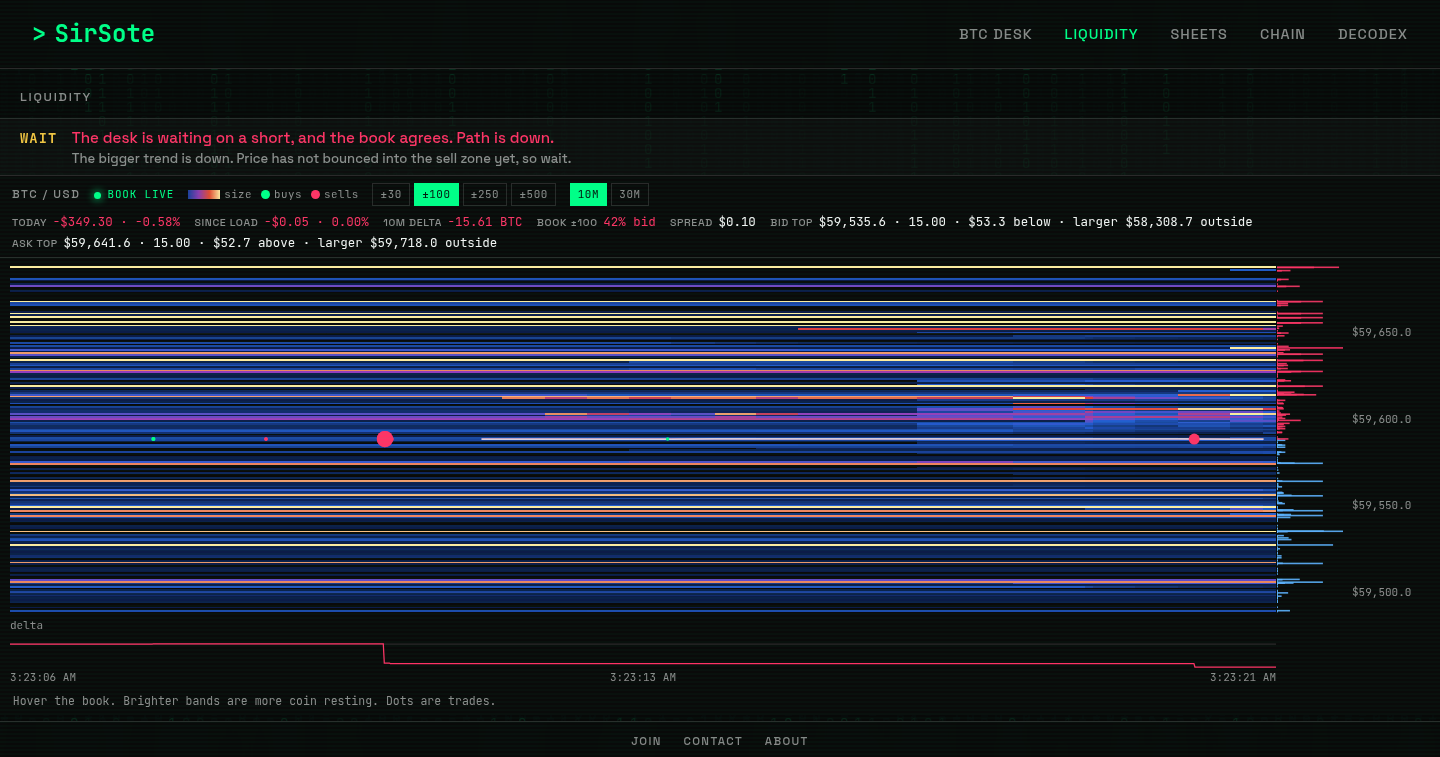 > SirSote
BTC DESK LIQUIDITY SHEETS CHAIN DECODEX
LIQUIDITY
WAIT The desk is waiting on a short, and the book agrees. Path is down.
The bigger trend is down. Price has not bounced into the sell zone yet, so wait.
BTC / USD BOOK LIVE size buys sells ±30 ±100 ±250 ±500 10M 30M
TODAY -$349.30 · -0.58% SINCE LOAD -$0.05 · 0.00% 10M DELTA -15.61 BTC BOOK ±100 42% bid SPREAD $0.10 BID TOP $59,535.6 · 15.00 · $53.3 below · larger $58,308.7 outside
ASK TOP $59,641.6 · 15.00 · $52.7 above · larger $59,718.0 outside
$59,650.0
$59,600.0
$59,550.0
$59,500.0
delta
3:23:06 AM 3:23:13 AM 3:23:21 AM
Hover the book. Brighter bands are more coin resting. Dots are trades.
JOIN CONTACT ABOUT